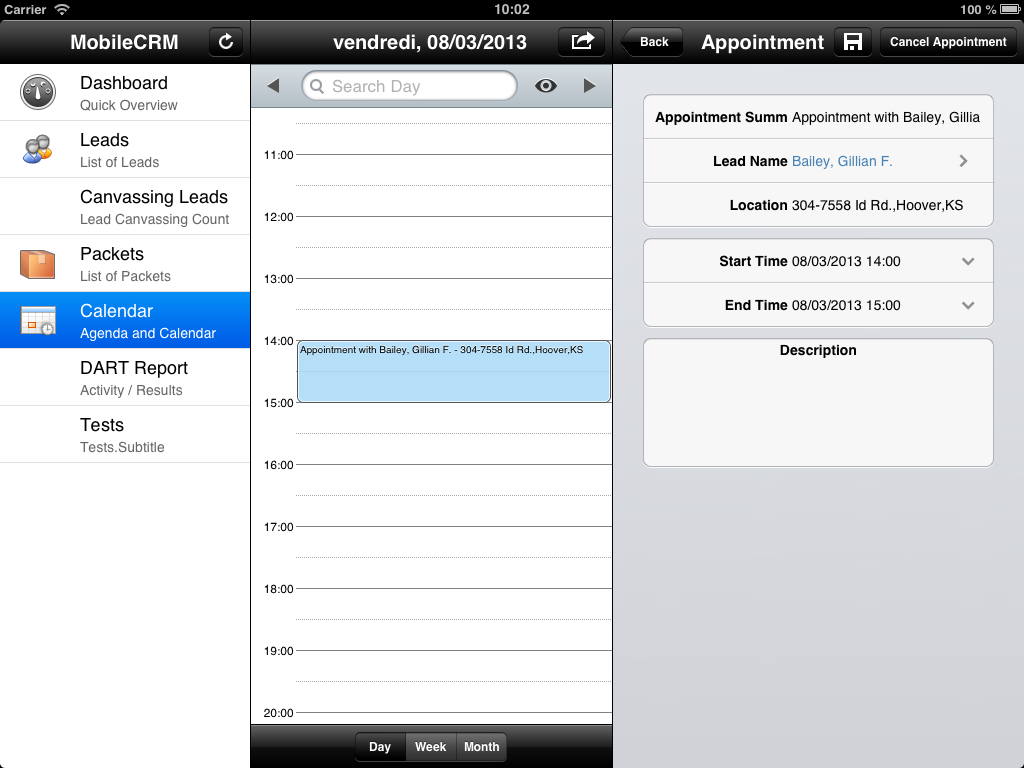 Carrier 10:02 100 %
MobileCRM
Dashboard
Quick Overview
Leads
List of Leads
Canvassing Leads
Lead Canvassing Count
Packets
List of Packets
Calendar
Agenda and Calendar
DART Report
Activity / Results
Tests
Tests.Subtitle
vendredi, 08/03/2013
Search Day
11:00
12:00
13:00
14:00
Appointment with Bailey, Gillian F. - 304-7558 Id Rd.,Hoover,KS
15:00
16:00
17:00
18:00
19:00
20:00
Day Week Month
Back Appointment Cancel Appointment
Appointment Summ Appointment with Bailey, Gillia
Lead Name Bailey, Gillian F.
Location 304-7558 Id Rd.,Hoover,KS
Start Time 08/03/2013 14:00
End Time 08/03/2013 15:00
Description